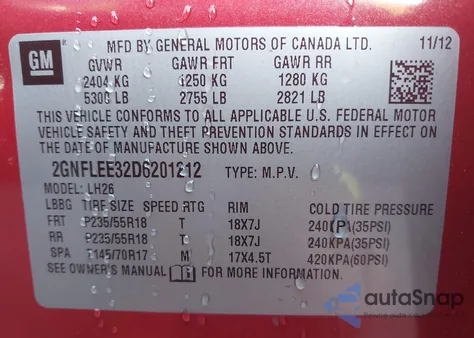 GM
MFD BY GENERAL MOTORS OF CANADA LTD. 11/12
GVWR GAWR FRT GAWR RR
2404 KG 1250 KG 1280 KG
5300 LB 2755 LB 2821 LB
THIS VEHICLE CONFORMS TO ALL APPLICABLE U.S. FEDERAL MOTOR
VEHICLE SAFETY AND THEFT PREVENTION STANDARDS IN EFFECT ON
THE DATE OF MANUFACTURE SHOWN ABOVE.
2GNFLEE32D6201212 TYPE: M.P.V.
MODEL: LH26
LBBG TIRE SIZE SPEED RTG RIM COLD TIRE PRESSURE
FRT P235/55R18 T 18X7J 240KPA(35PSI)
RR P235/55R18 T 18X7J 240KPA(35PSI)
SPA T145/70R17 M 17X4.5T 420KPA(60PSI)
SEE OWNER'S MANUAL FOR MORE INFORMATION.
autoSnap